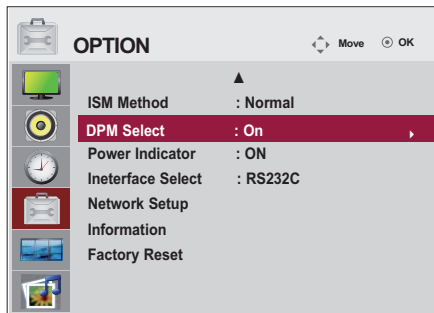 OPTION Move OK
ISM Method : Normal
DPM Select : On
Power Indicator : ON
Ineterface Select : RS232C
Network Setup
Information
Factory Reset